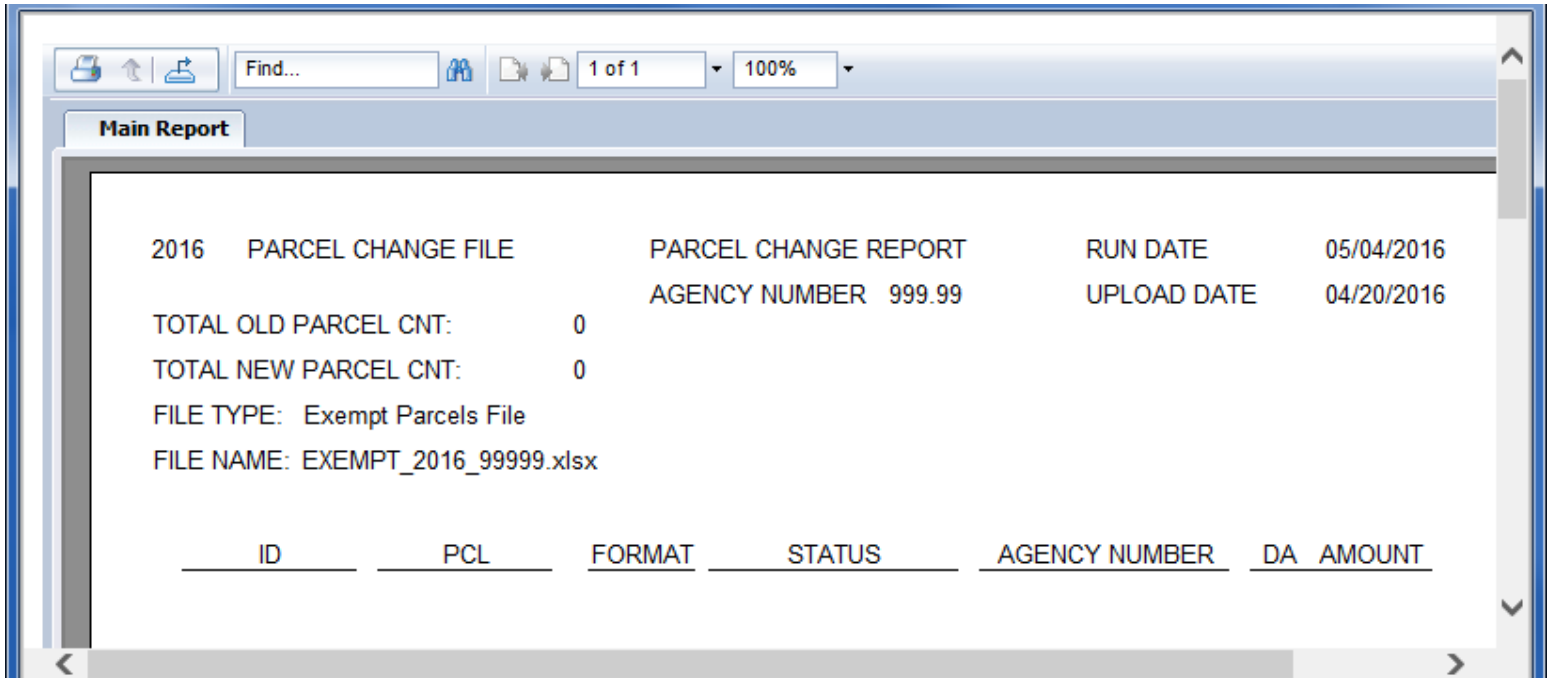 Find... 1 of 1 100%
Main Report
2016 PARCEL CHANGE FILE PARCEL CHANGE REPORT RUN DATE 05/04/2016
AGENCY NUMBER 999.99 UPLOAD DATE 04/20/2016
TOTAL OLD PARCEL CNT: 0
TOTAL NEW PARCEL CNT: 0
FILE TYPE: Exempt Parcels File
FILE NAME: EXEMPT_2016_99999.xlsx
ID PCL FORMAT STATUS AGENCY NUMBER DA AMOUNT